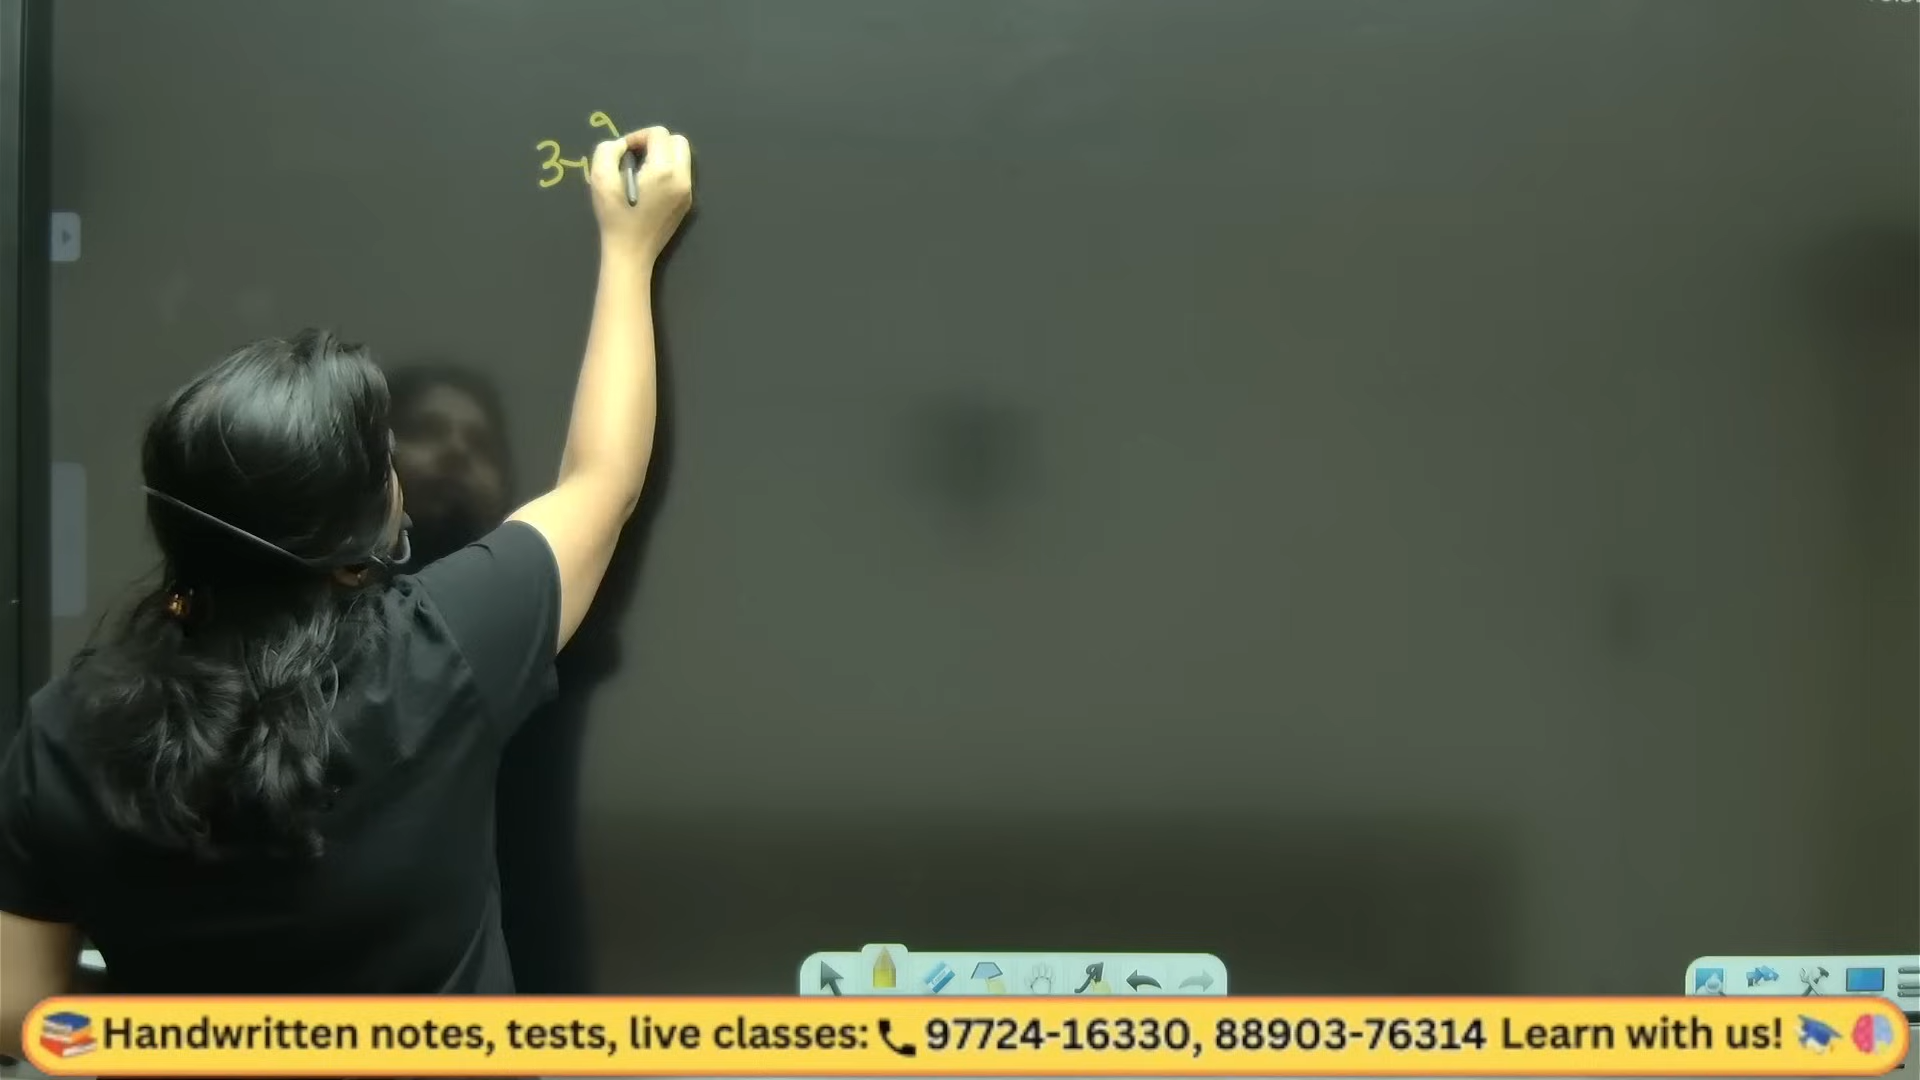 Handwritten notes, tests, live classes: 97724-16330, 88903-76314 Learn with us!